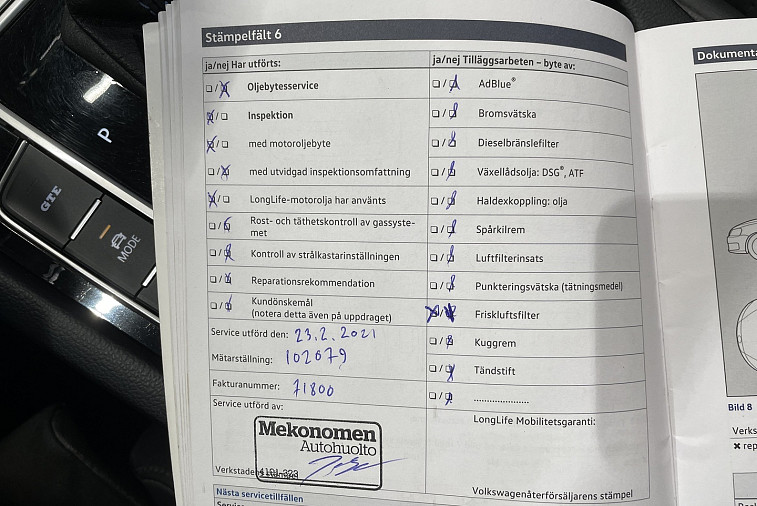 Stämpelfält 6
Dokumenta
ja/nej Har utförts:
ja/nej Tilläggsarbeten – byte av:
Oljebytesservice
AdBlue®
Inspektion
Bromsvätska
med motoroljebyte
Dieselbränslefilter
med utvidgad inspektionsomfattning
Växellådsolja: DSG®, ATF
LongLife-motorolja har använts
Haldexkoppling: olja
Rost- och täthetskontroll av gassyste-
met
Spårkilrem
Kontroll av strålkastarinställningen
Luftfilterinsats
Reparationsrekommendation
Punkteringsvätska (tätningsmedel)
Kundönskemål
(notera detta även på uppdraget)
Friskluftsfilter
Service utförd den: 23.2.2021
Kuggrem
Mätarställning: 102079
Tändstift
Fakturanummer: 71800
.....................
Service utförd av:
LongLife Mobilitetsgaranti:
Mekonomen
Autohuolto
Verkstadens
Volkswagenåterförsäljarens stämpel
Nästa servicetillfällen
P
GTE
MODE
Bild 8
Verks
✖ rep